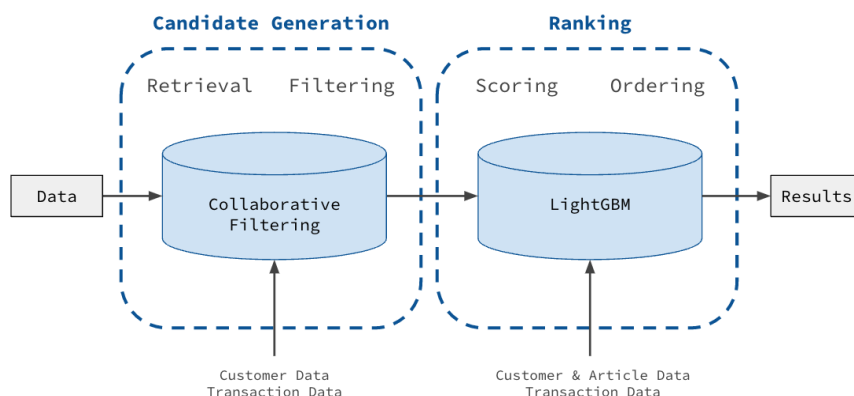 Candidate Generation
Ranking
Retrieval
Filtering
Scoring
Ordering
Data
Collaborative
Filtering
LightGBM
Results
Customer Data
Transaction Data
Customer & Article Data
Transaction Data